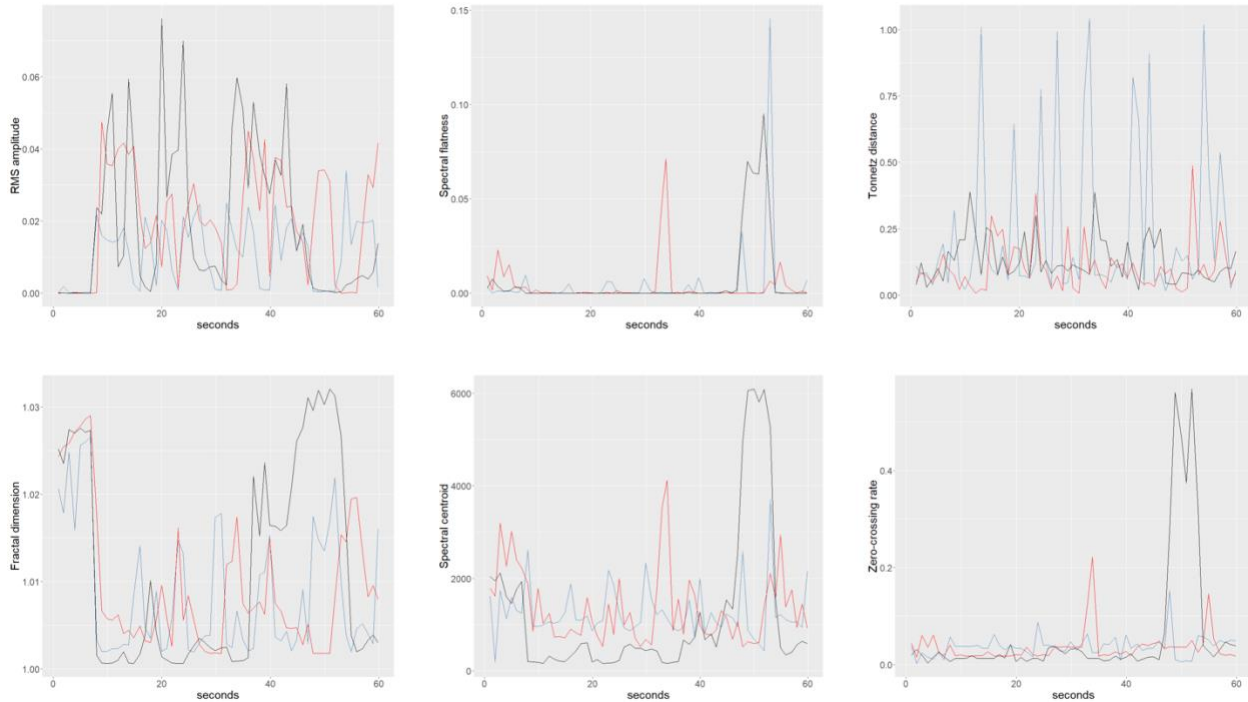 RMS amplitude
0.06
0.04
0.02
0.00
0 20 40 60
seconds
Spectral flatness
0.15
0.10
0.05
0.00
0 20 40 60
seconds
Tonnetz distance
1.00
0.75
0.50
0.25
0.00
0 20 40 60
seconds
Fractal dimension
1.03
1.02
1.01
1.00
0 20 40 60
seconds
Spectral centroid
6000
4000
2000
0
0 20 40 60
seconds
Zero-crossing rate
0.4
0.2
0.0
0 20 40 60
seconds